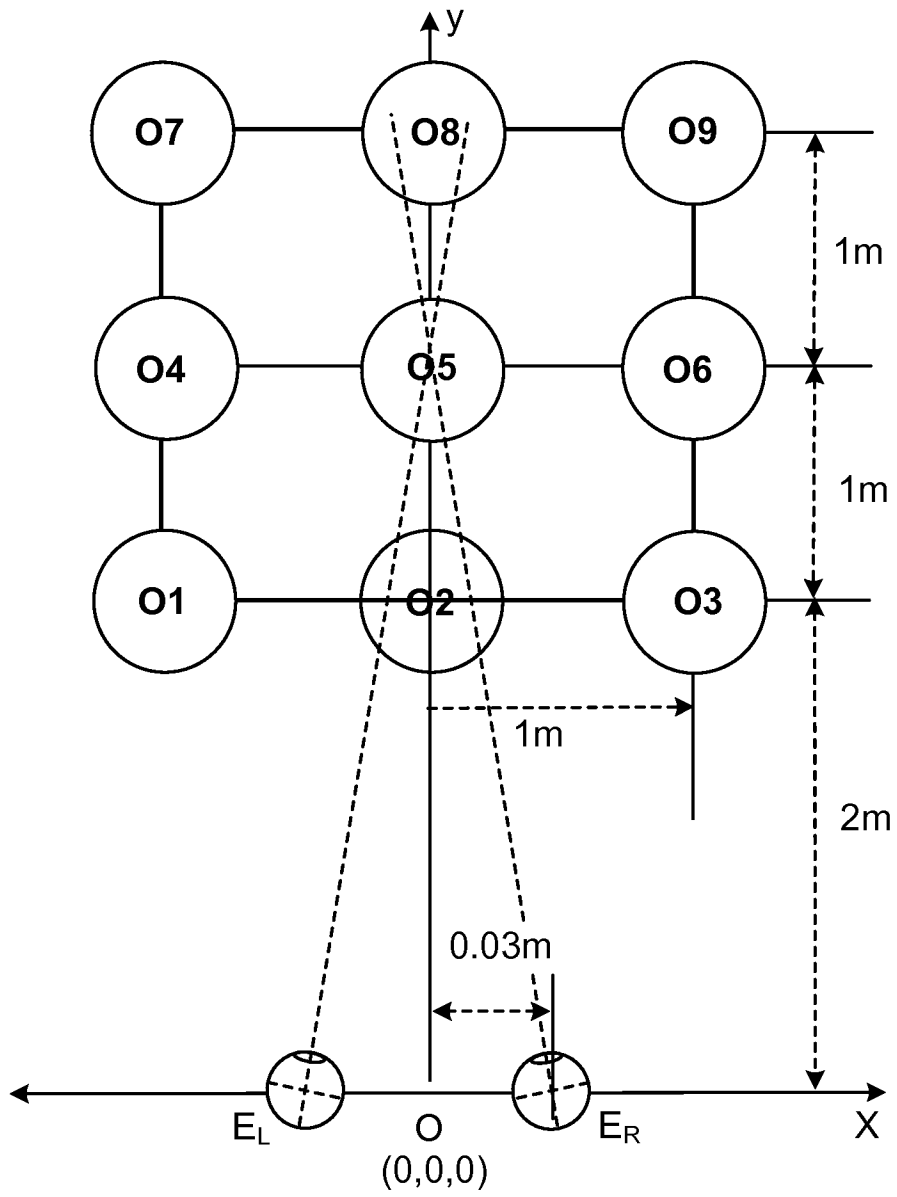 y
O7 O8 O9
1m
O4 O5 O6
1m
O1 O2 O3
1m
2m
0.03m
EL O ER X
(0,0,0)